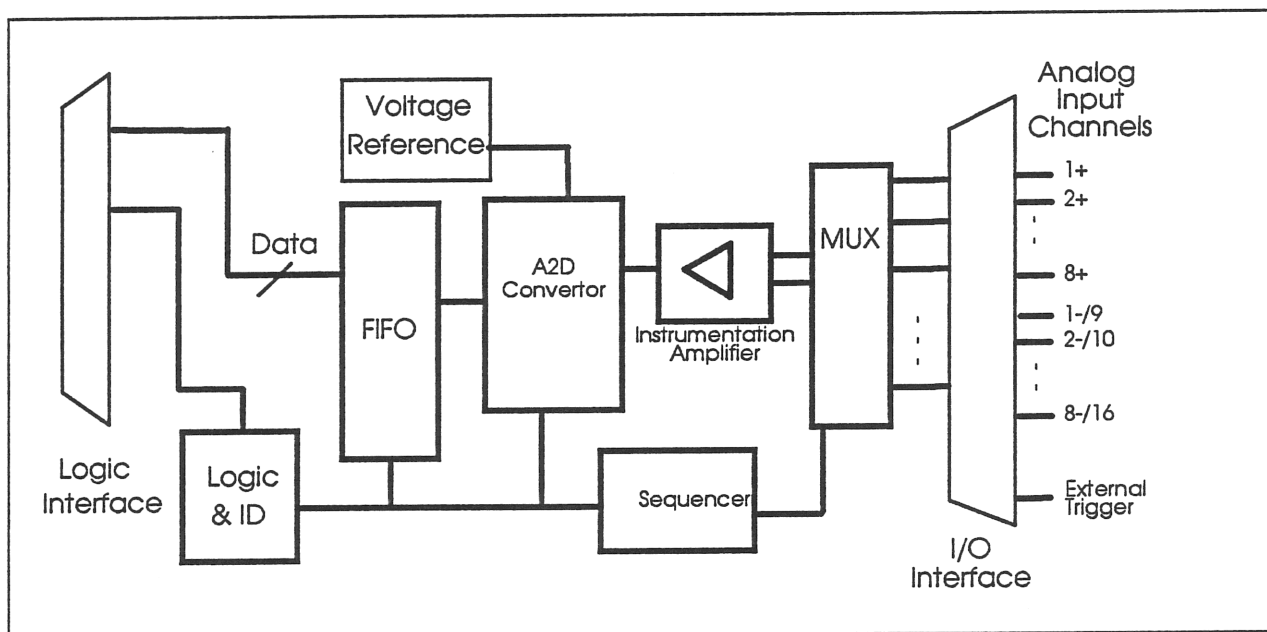 Voltage
Reference
Data
FIFO
A2D
Convertor
Instrumentation
Amplifier
MUX
Analog
Input
Channels
1+
2+
8+
1-/9
2-/10
8-/16
External
Trigger
I/O
Interface
Sequencer
Logic
& ID
Logic
Interface